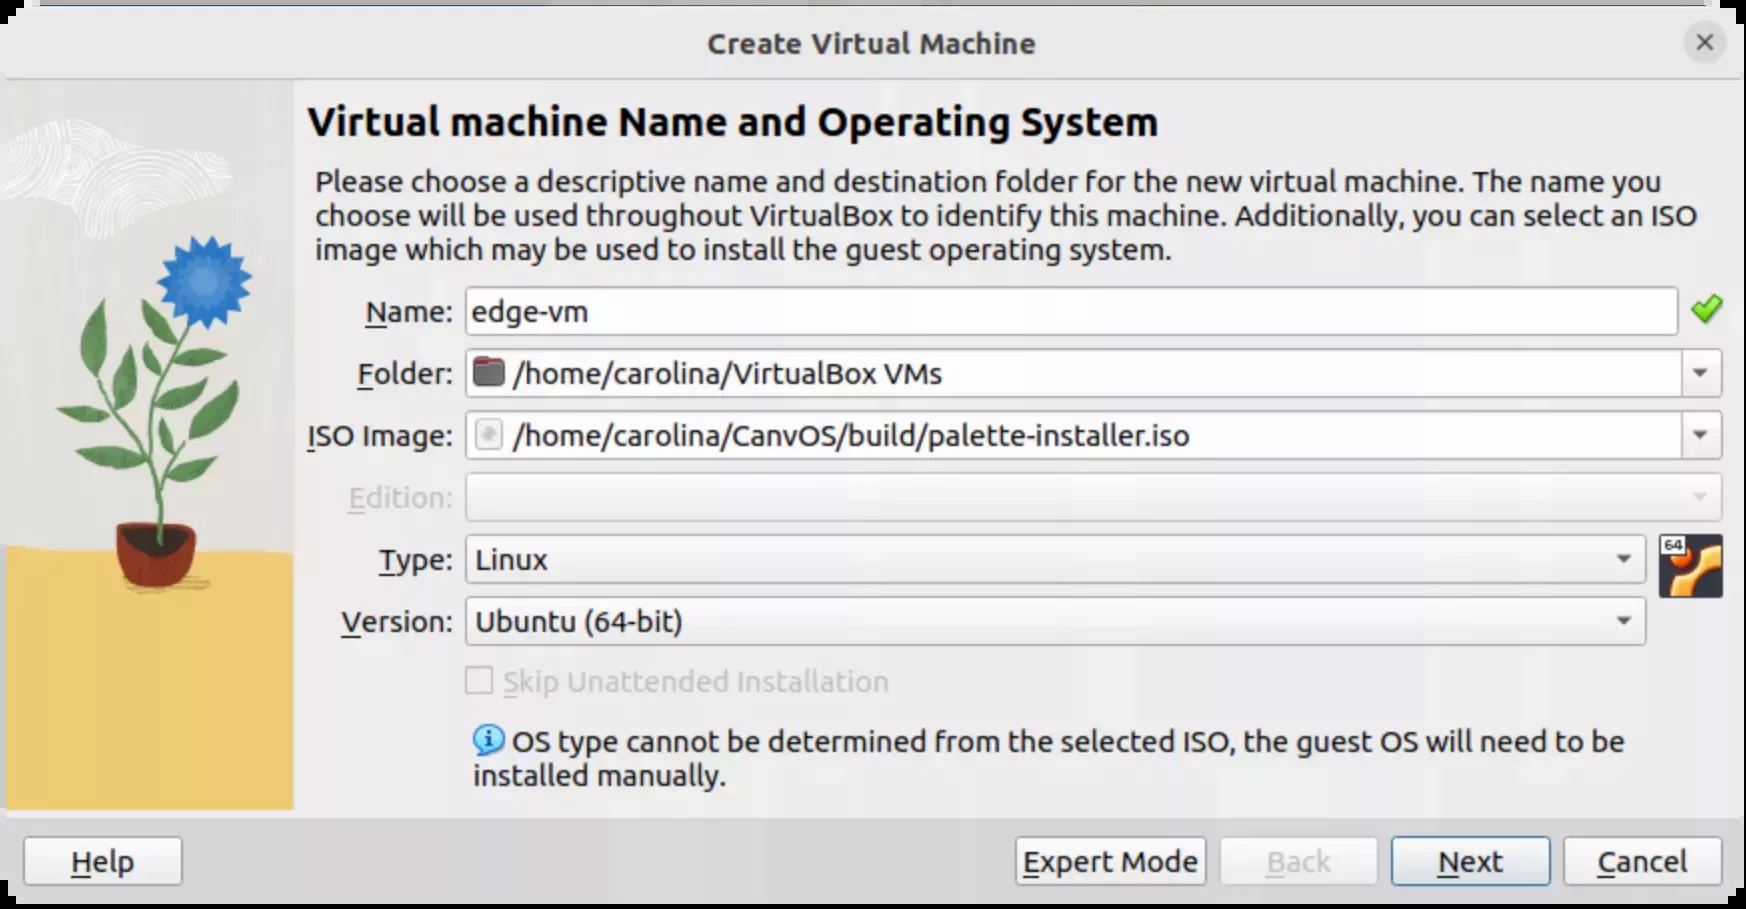 Create Virtual Machine
Virtual machine Name and Operating System
Please choose a descriptive name and destination folder for the new virtual machine. The name you
choose will be used throughout VirtualBox to identify this machine. Additionally, you can select an ISO
image which may be used to install the guest operating system.
Name: edge-vm
Folder: /home/carolina/VirtualBox VMs
ISO Image: /home/carolina/CanvOS/build/palette-installer.iso
Edition:
Type: Linux
64
Version: Ubuntu (64-bit)
Skip Unattended Installation
OS type cannot be determined from the selected ISO, the guest OS will need to be
installed manually.
Help Expert Mode Back Next Cancel